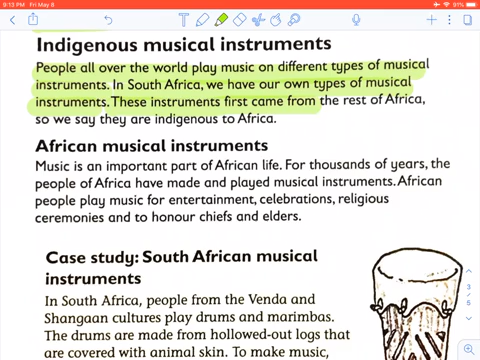 9:13 PM Fri May 8
91%
Indigenous musical instruments
People all over the world play music on different types of musical
instruments. In South Africa, we have our own types of musical
instruments. These instruments first came from the rest of Africa,
so we say they are indigenous to Africa.
African musical instruments
Music is an important part of African life. For thousands of years, the
people of Africa have made and played musical instruments. African
people play music for entertainment, celebrations, religious
ceremonies and to honour chiefs and elders.
Case study: South African musical
instruments
In South Africa, people from the Venda and
Shangaan cultures play drums and marimbas.
The drums are made from hollowed-out logs that
are covered with animal skin. To make music,
3
/
5